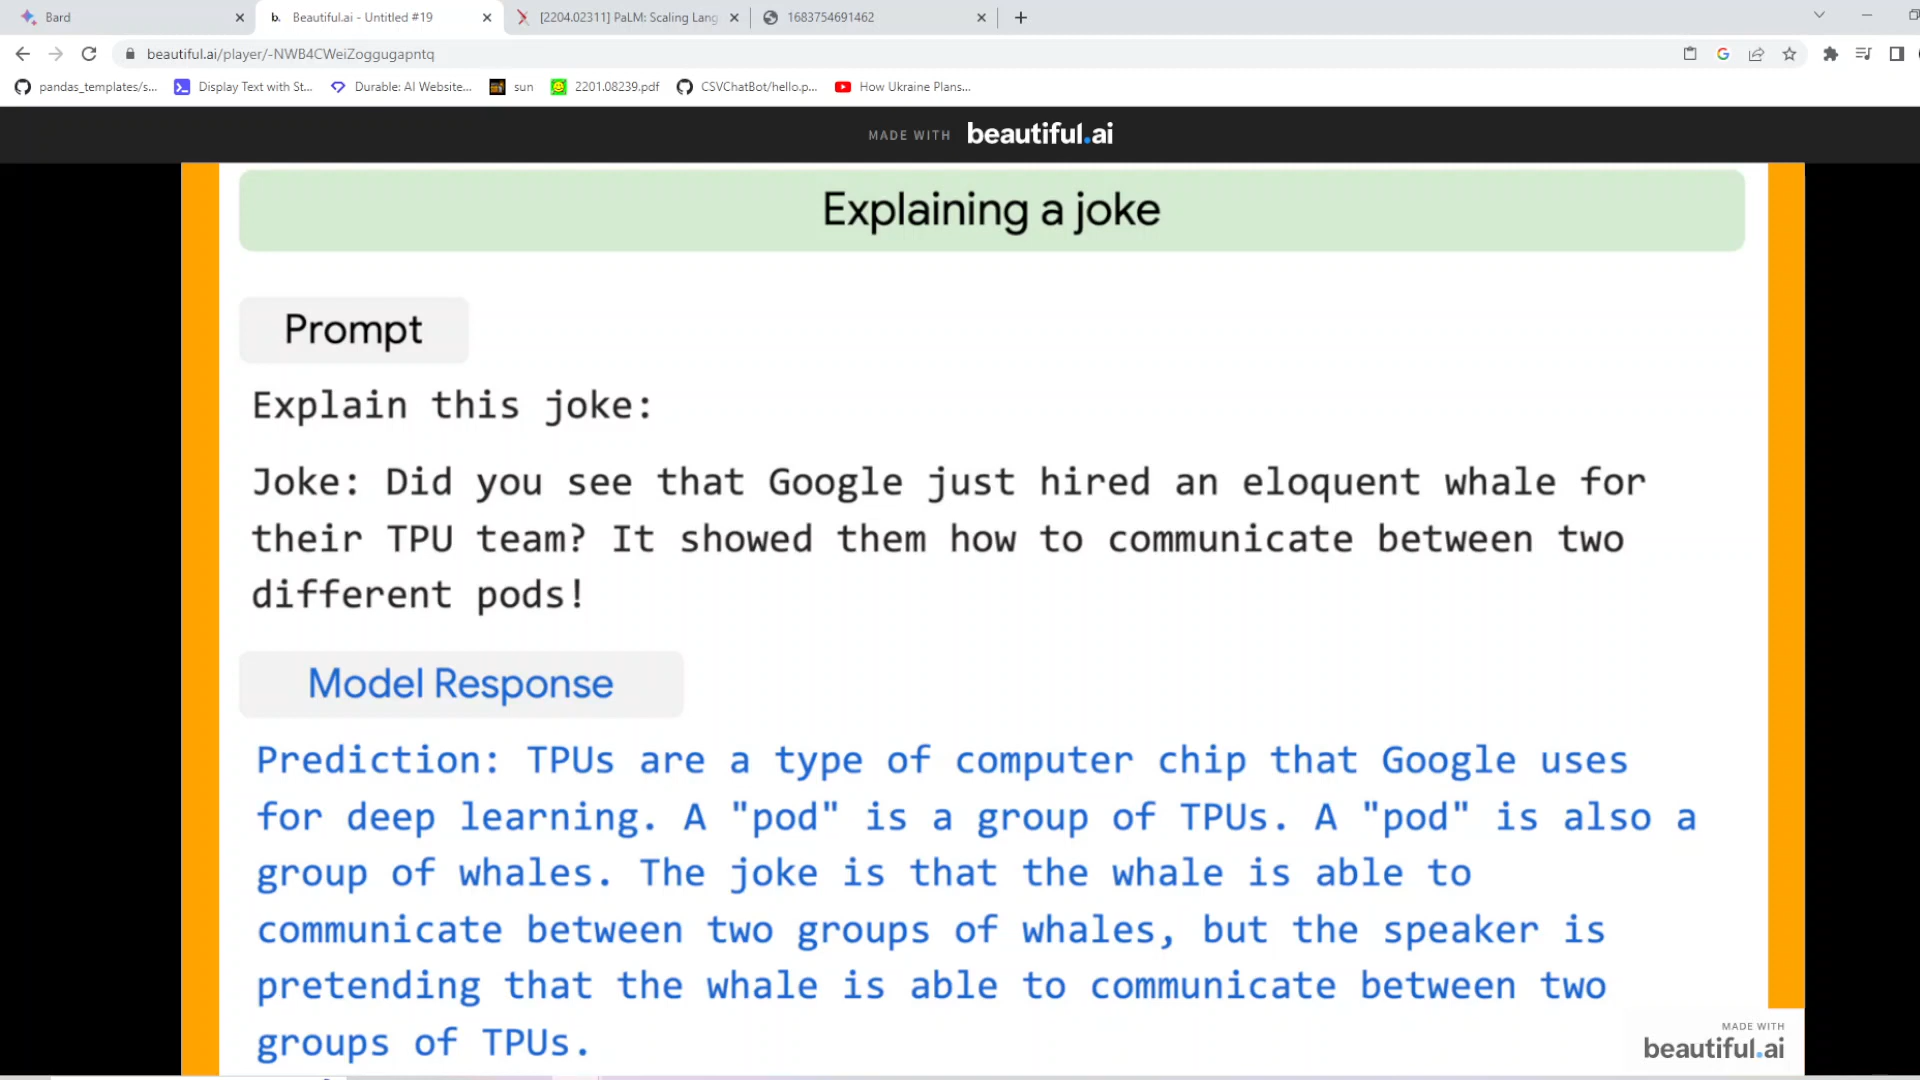 Bard
b. Beautiful.ai - Untitled #19
[2204.02311] PaLM: Scaling Lang
1683754691462
beautiful.ai/player/-NWB4CWeiZoggugapntq
pandas_templates/s...
Display Text with St...
Durable: AI Website...
sun
2201.08239.pdf
CSVChatBot/hello.p...
How Ukraine Plans...
MADE WITH beautiful.ai
Explaining a joke
Prompt
Explain this joke:
Joke: Did you see that Google just hired an eloquent whale for
their TPU team? It showed them how to communicate between two
different pods!
Model Response
Prediction: TPUs are a type of computer chip that Google uses
for deep learning. A "pod" is a group of TPUs. A "pod" is also a
group of whales. The joke is that the whale is able to
communicate between two groups of whales, but the speaker is
pretending that the whale is able to communicate between two
groups of TPUs.
MADE WITH
beautiful.ai